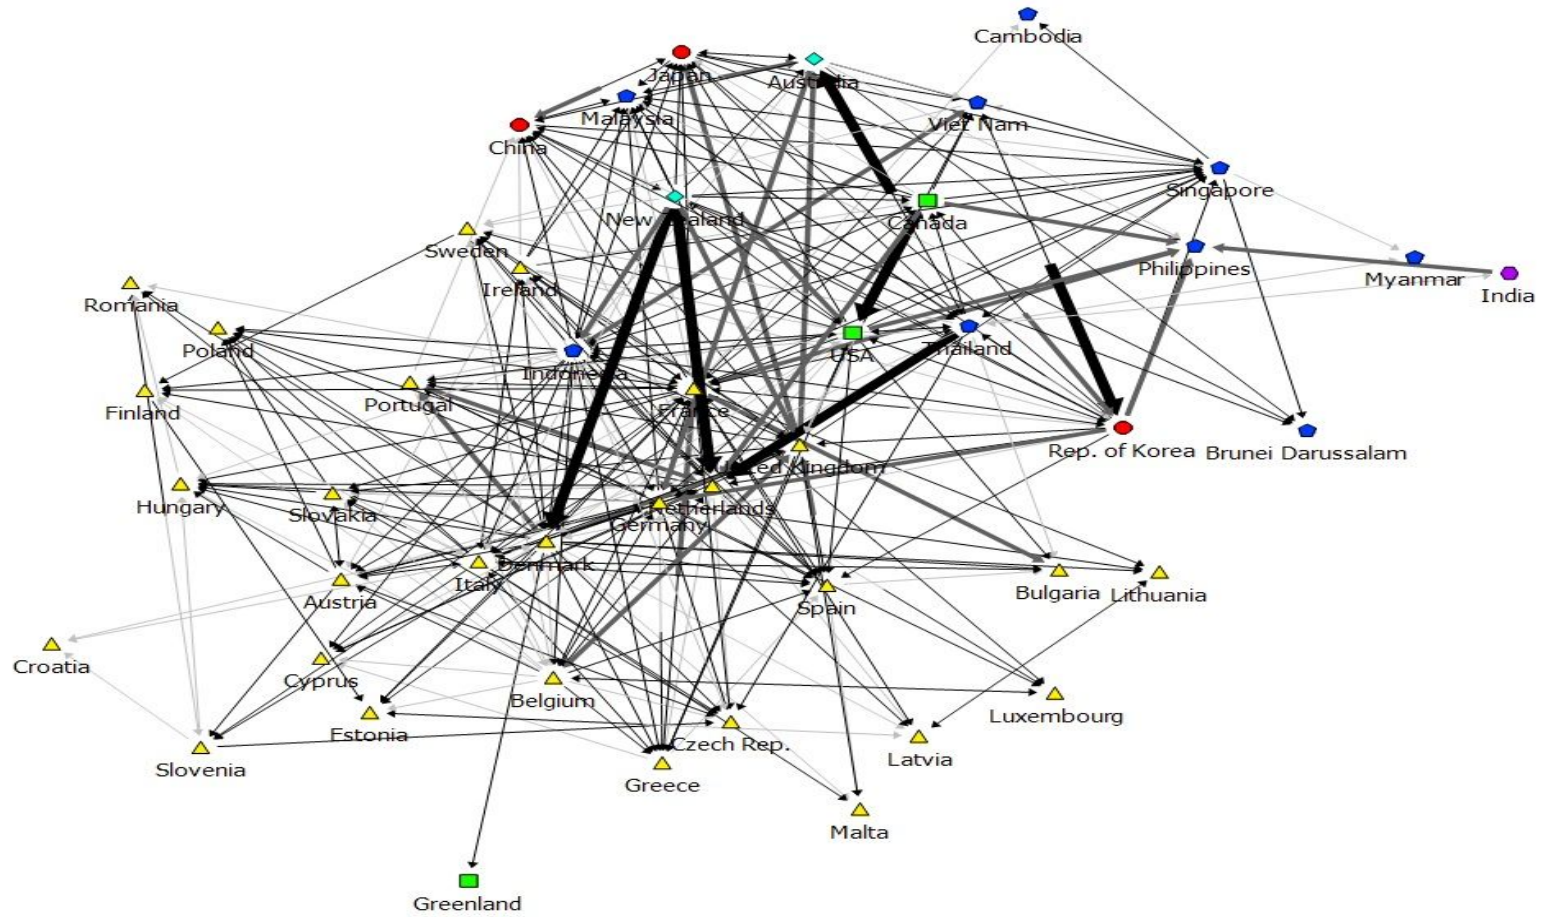 Cambodia
Japan
Australia
Malaysia
Viet Nam
China
Singapore
New Zealand
Canada
Sweden
Philippines
Myanmar
Ireland
India
Romania
Poland
USA
Thailand
Indonesia
Portugal
France
Finland
Rep. of Korea
Brunei Darussalam
United Kingdom
Hungary
Slovakia
Netherlands
Germany
Denmark
Italy
Bulgaria
Lithuania
Austria
Spain
Croatia
Cyprus
Belgium
Luxembourg
Estonia
Czech Rep.
Latvia
Slovenia
Greece
Malta
Greenland